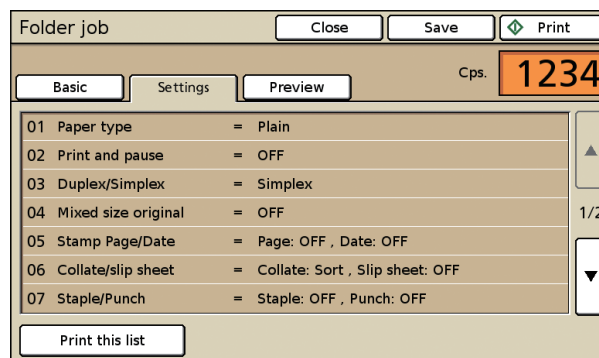 Folder job Close Save Print
Basic Settings Preview Cps. 1234
01 Paper type = Plain
02 Print and pause = OFF
03 Duplex/Simplex = Simplex
04 Mixed size original = OFF
05 Stamp Page/Date = Page: OFF , Date: OFF
06 Collate/slip sheet = Collate: Sort , Slip sheet: OFF
07 Staple/Punch = Staple: OFF , Punch: OFF
1/2
Print this list